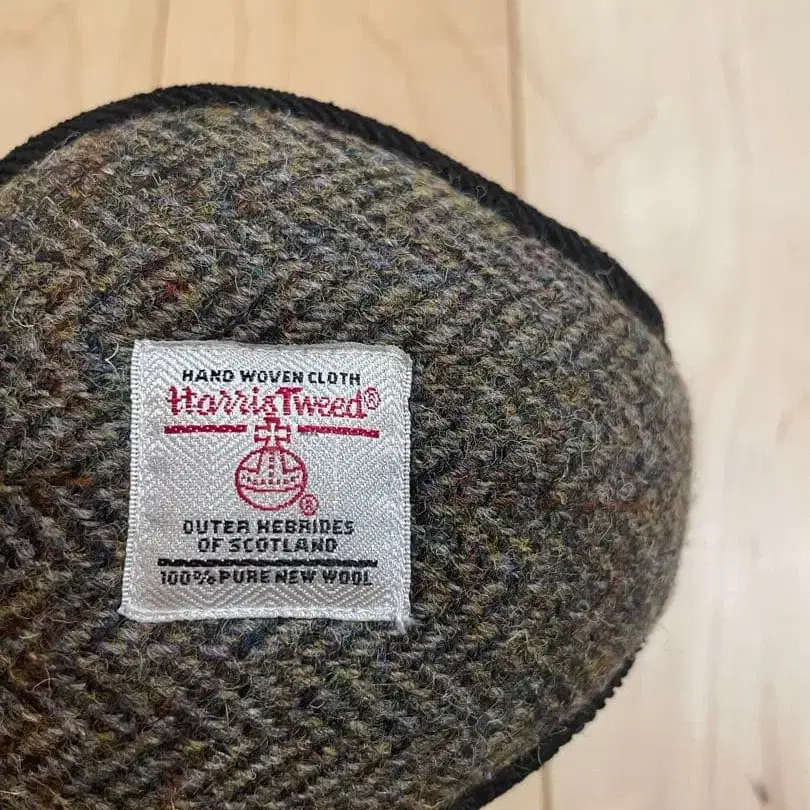 HAND WOVEN CLOTH
Harris Tweed®
®
OUTER HEBRIDES
OF SCOTLAND
100% PURE NEW WOOL